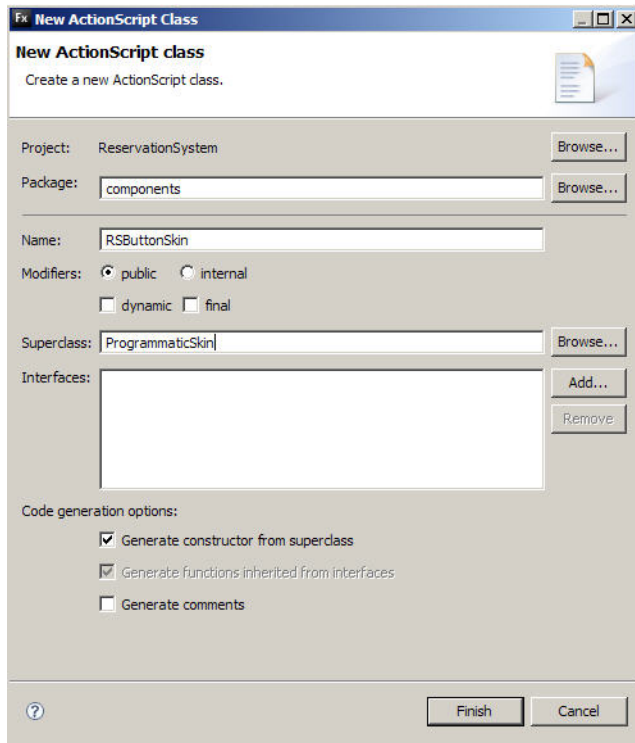 Fx New ActionScript Class
New ActionScript class
Create a new ActionScript class.
Project: ReservationSystem Browse...
Package: components Browse...
Name: RSButtonSkin
Modifiers: public internal
dynamic final
Superclass: ProgrammaticSkin Browse...
Interfaces: Add...
Remove
Code generation options:
Generate constructor from superclass
Generate functions inherited from interfaces
Generate comments
? Finish Cancel